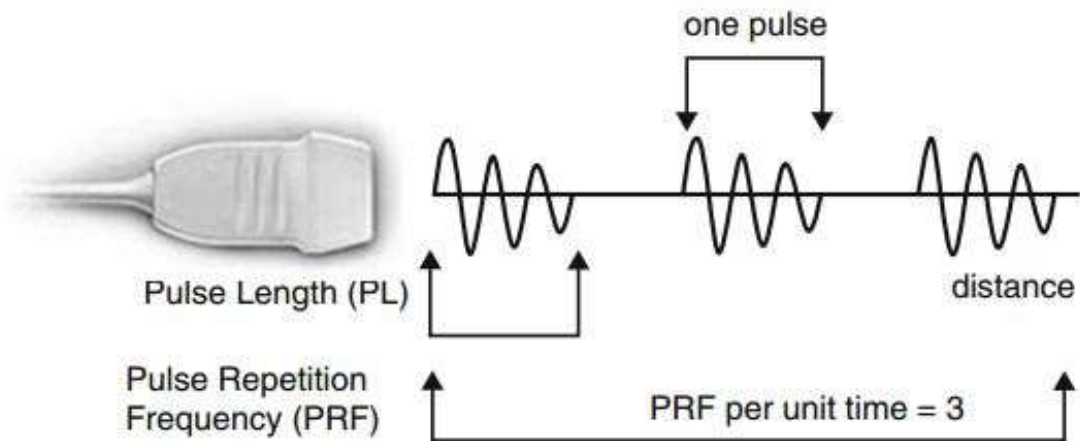 one pulse
Pulse Length (PL)
distance
Pulse Repetition
Frequency (PRF)
PRF per unit time = 3